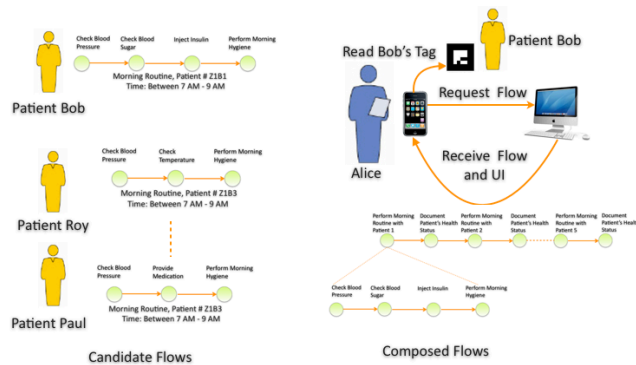 Check Blood
Pressure
Check Blood
Sugar
Inject Insulin
Perform Morning
Hygiene
Morning Routine, Patient # Z1B1
Time: Between 7 AM - 9 AM
Patient Bob
Check Blood
Pressure
Check
Temperature
Perform Morning
Hygiene
Morning Routine, Patient # Z1B3
Time: Between 7 AM - 9 AM
Patient Roy
Check Blood
Pressure
Provide
Medication
Perform Morning
Hygiene
Morning Routine, Patient # Z1B3
Time: Between 7 AM - 9 AM
Patient Paul
Candidate Flows
Read Bob's Tag
Patient Bob
Request Flow
Alice
Receive Flow
and UI
Perform Morning
Routine with
Patient 1
Document
Patient's Health
Status
Perform Morning
Routine with
Patient 2
Document
Patient's Health
Status
Perform Morning
Routine with
Patient 5
Document
Patient's Health
Status
Check Blood
Pressure
Check Blood
Sugar
Inject Insulin
Perform Morning
Hygiene
Composed Flows